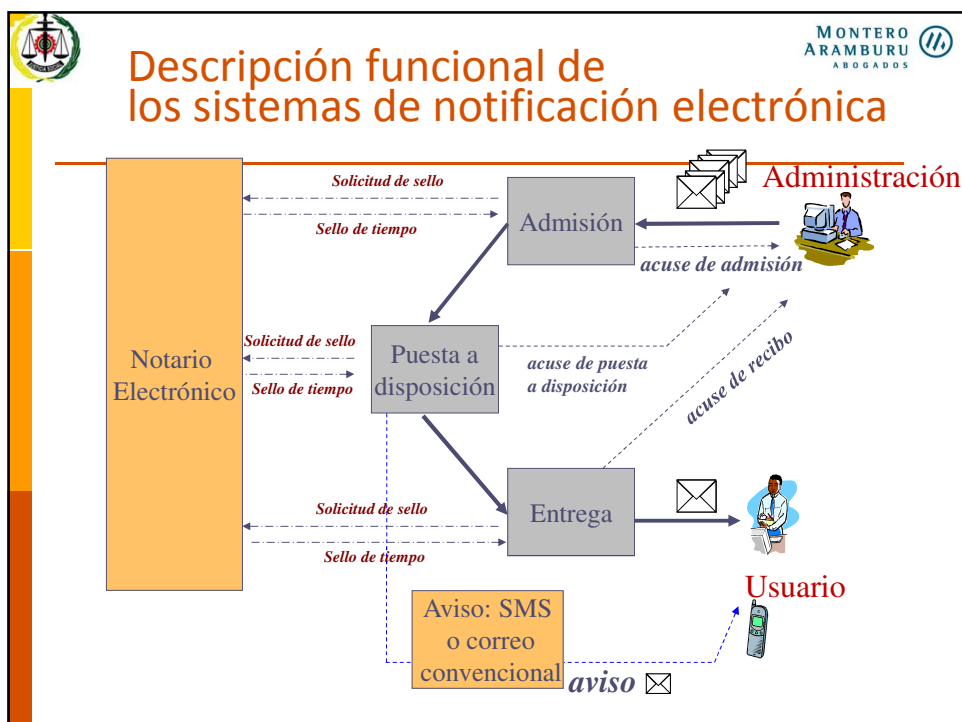 MONTERO
ARAMBURU
ABOGADOS
Descripción funcional de
los sistemas de notificación electrónica
Administración
Solicitud de sello
Sello de tiempo
Admisión
acuse de admisión
Notario
Electrónico
Solicitud de sello
Sello de tiempo
Puesta a
disposición
acuse de puesta
a disposición
acuse de recibo
Solicitud de sello
Sello de tiempo
Entrega
Usuario
Aviso: SMS
o correo
convencional
aviso